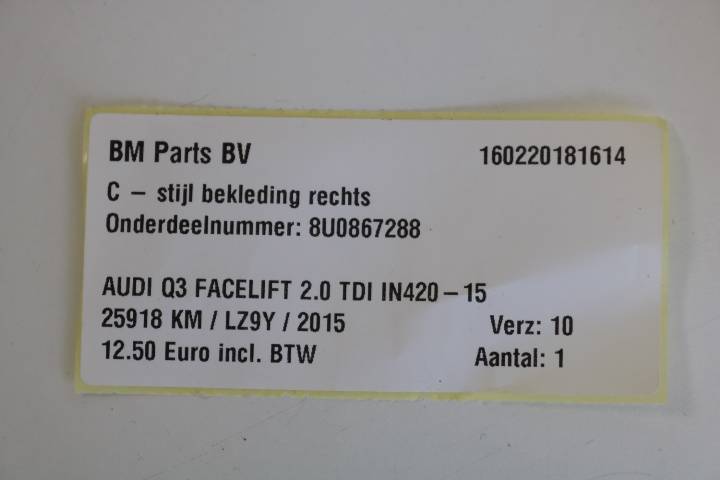 BM Parts BV 160220181614
C – stijl bekleding rechts
Onderdeelnummer: 8U0867288
AUDI Q3 FACELIFT 2.0 TDI IN420–15
25918 KM / LZ9Y / 2015 Verz: 10
12.50 Euro incl. BTW Aantal: 1